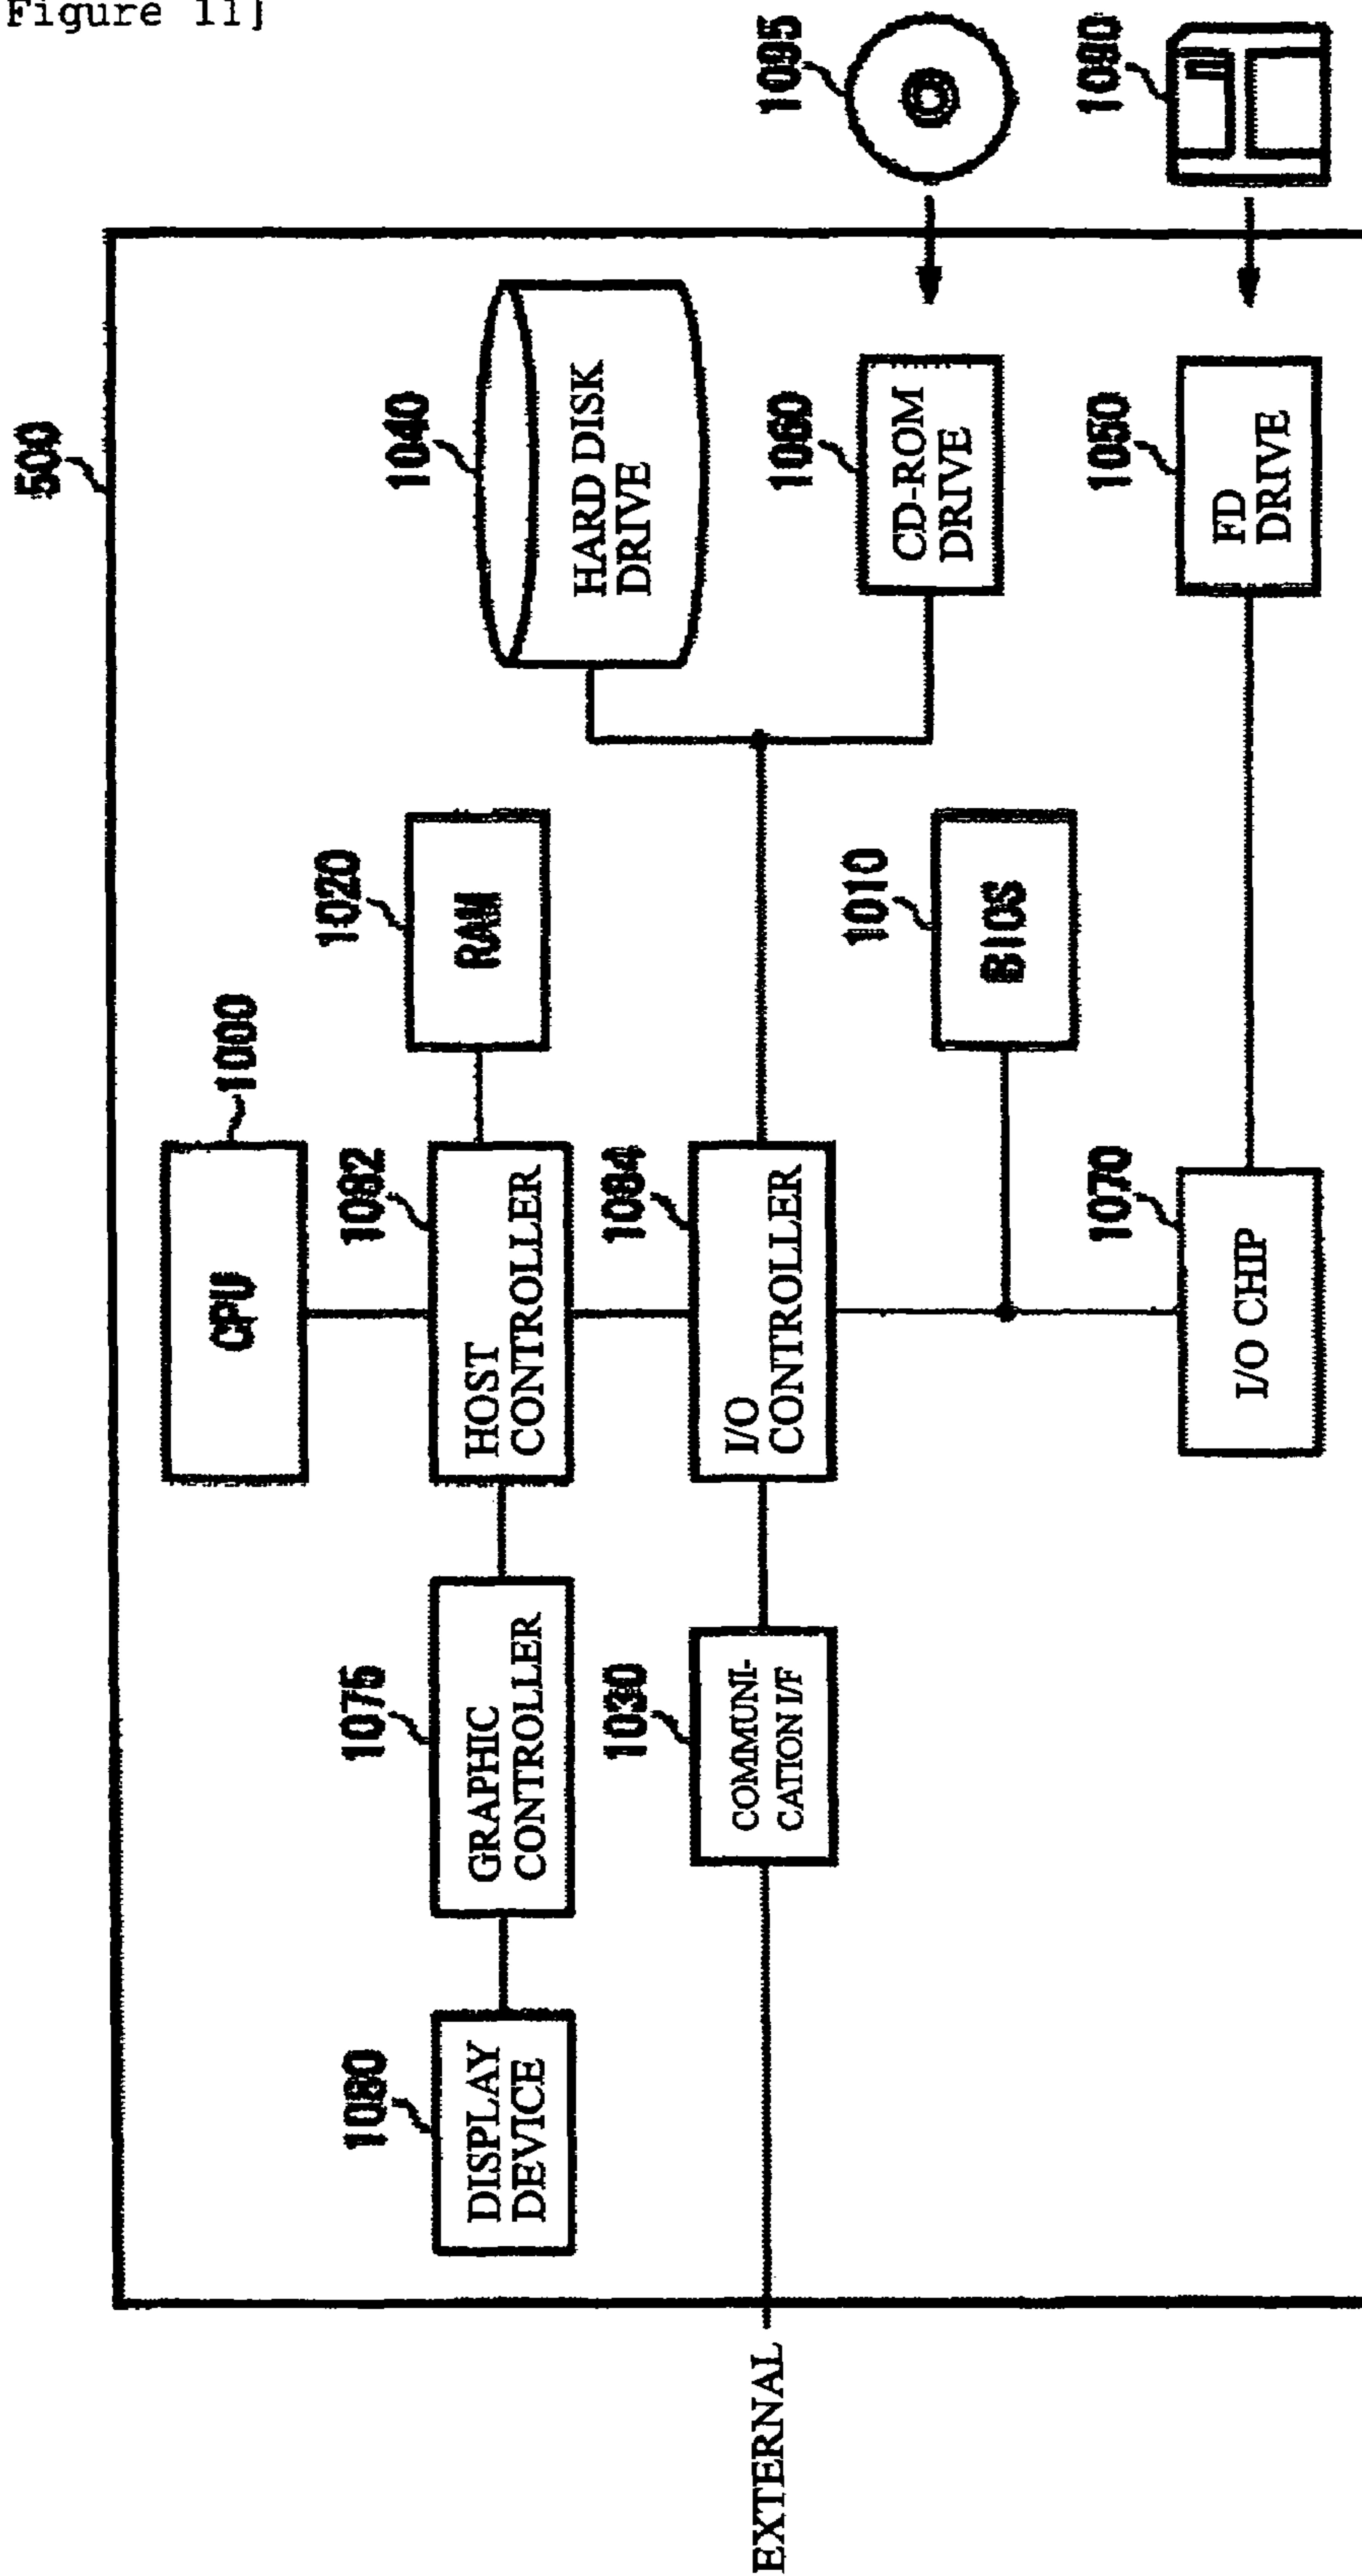 Figure 11]
500
CPU
1000
1080
DISPLAY
DEVICE
1075
GRAPHIC
CONTROLLER
1082
HOST
CONTROLLER
1020
RAM
1040
HARD DISK
DRIVE
EXTERNAL
1030
COMMUNI-
CATION I/F
1084
I/O
CONTROLLER
1010
BIOS
1060
CD-ROM
DRIVE
1095
1070
I/O CHIP
1050
FD
DRIVE
1090